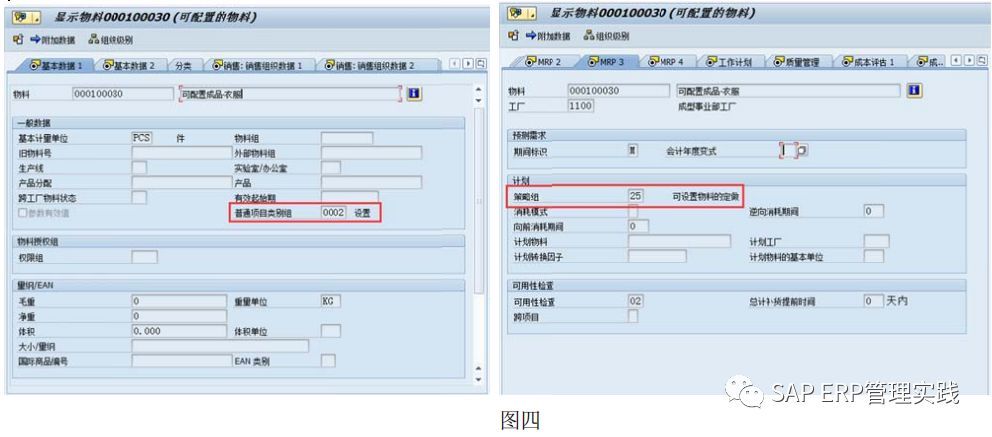 显示物料000100030 (可配置的物料)
附加数据 组织级别
基本数据 1 基本数据 2 分类 销售: 销售组织数据 1 销售: 销售组织数据 2
物料 000100030 可配置成品-衣服
一般数据
基本计量单位 PCS 件 物料组
旧物料号 外部物料组
生产线 实验室/办公室
产品分配 产品
跨工厂物料状态 有效起始期
参数有效值 普通项目类别组 0002 设置
物料授权组
权限组
量纲/EAN
毛重 0 重量单位 KG
净重 0
体积 0.000 体积单位
大小/量纲
国际商品编号 EAN 类别
显示物料000100030 (可配置的物料)
附加数据 组织级别
MRP 2 MRP 3 MRP 4 工作计划 质量管理 成本评估 1 成..
物料 000100030 可配置成品-衣服
工厂 1100 成型事业部工厂
预测需求
期间标识 M 会计年度变式
计划
策略组 25 可设置物料的定做
消耗模式 逆向消耗期间 0
向前消耗期间 0
计划物料 计划工厂
计划转换因子 计划物料的基本单位
可用性检查
可用性检查 02 总计补货提前时间 0 天内
跨项目
SAP ERP管理实践
图四